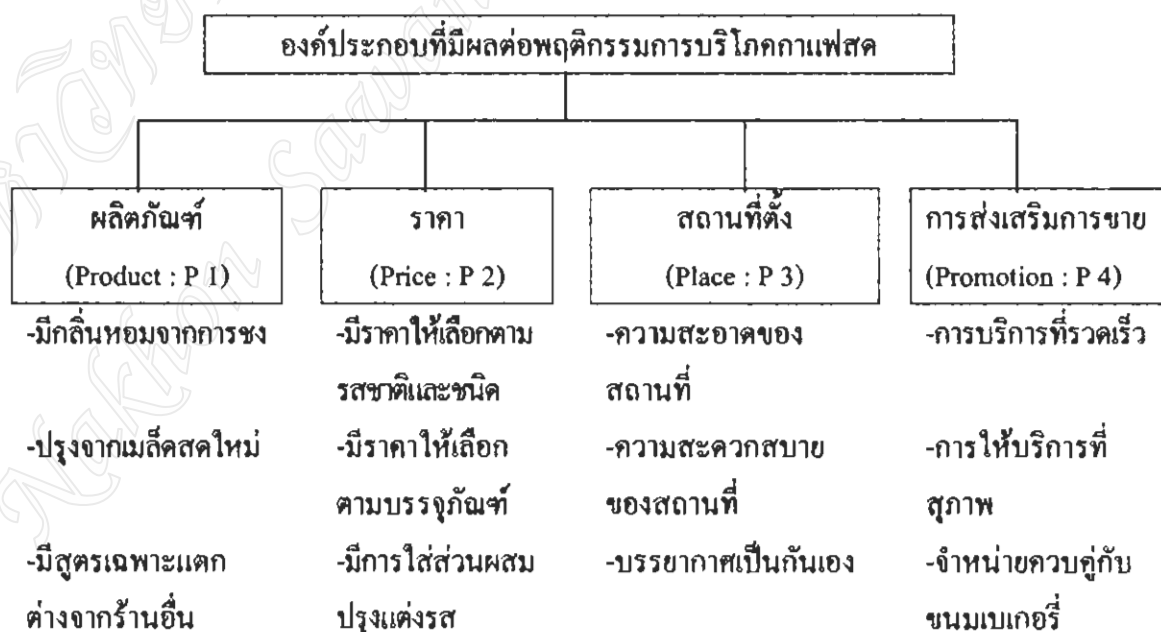 องค์ประกอบที่มีผลต่อพฤติกรรมการบริโภคกาแฟสด
ผลิตภัณฑ์
(Product : P 1)
ราคา
(Price : P 2)
สถานที่ตั้ง
(Place : P 3)
การส่งเสริมการขาย
(Promotion : P 4)
-มีกลิ่นหอมจากการชง
-ปรุงจากเมล็ดสดใหม่
-มีสูตรเฉพาะแตก
ต่างจากร้านอื่น
-มีราคาให้เลือกตาม
รสชาติและชนิด
-มีราคาให้เลือก
ตามบรรจุภัณฑ์
-มีการใส่ส่วนผสม
ปรุงแต่งรส
-ความสะอาดของ
สถานที่
-ความสะดวกสบาย
ของสถานที่
-บรรยากาศเป็นกันเอง
-การบริการที่รวดเร็ว
-การให้บริการที่
สุภาพ
-จำหน่ายควบคู่กับ
ขนมเบเกอรี่
Nakhon Sawan